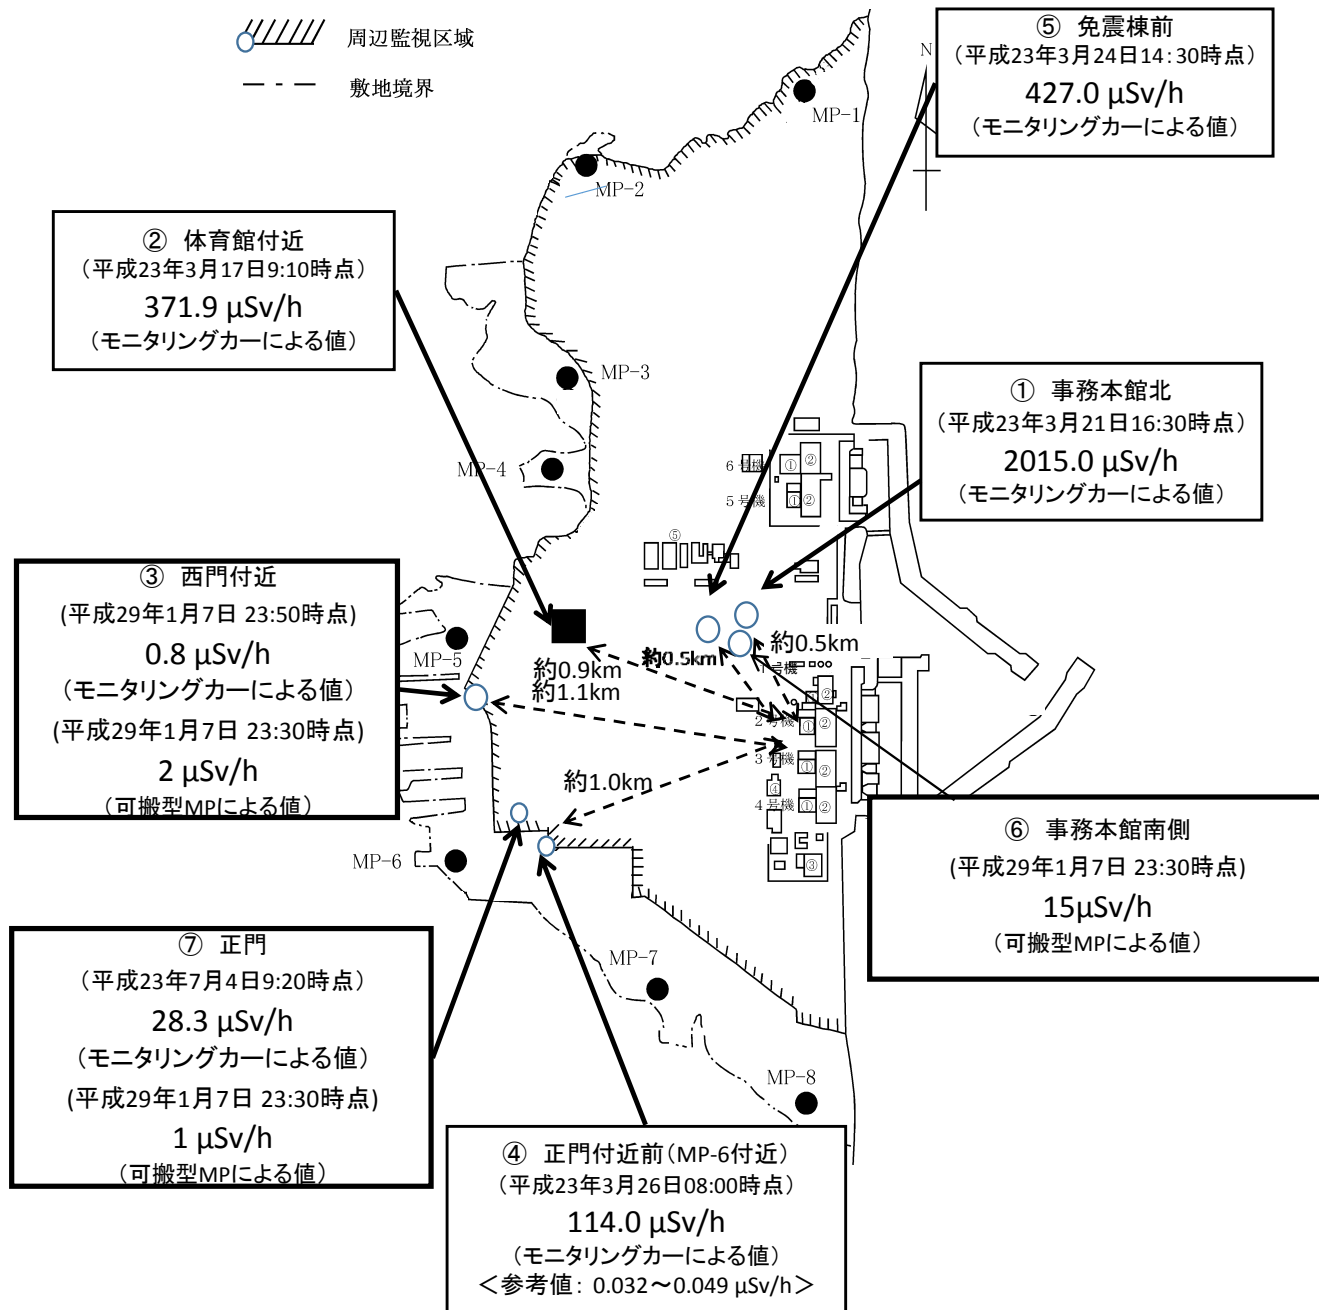 周辺監視区域
敷地境界
⑤ 免震棟前
(平成23年3月24日14:30時点)
427.0 μSv/h
(モニタリングカーによる値)
N
MP-1
MP-2
② 体育館付近
(平成23年3月17日9:10時点)
371.9 μSv/h
(モニタリングカーによる値)
MP-3
① 事務本館北
(平成23年3月21日16:30時点)
2015.0 μSv/h
(モニタリングカーによる値)
MP-4
6号機
① ②
5号機
① ②
⑤
③ 西門付近
(平成29年1月7日 23:50時点)
0.8 μSv/h
(モニタリングカーによる値)
(平成29年1月7日 23:30時点)
2 μSv/h
(可搬型MPによる値)
MP-5
約0.9km
約1.1km
約0.5km
約0.5km
1号機
②
2号機
① ②
3号機
① ②
④
4号機
① ②
③
約1.0km
MP-6
⑥ 事務本館南側
(平成29年1月7日 23:30時点)
15μSv/h
(可搬型MPによる値)
⑦ 正門
(平成23年7月4日9:20時点)
28.3 μSv/h
(モニタリングカーによる値)
(平成29年1月7日 23:30時点)
1 μSv/h
(可搬型MPによる値)
MP-7
MP-8
④ 正門付近前(MP-6付近)
(平成23年3月26日08:00時点)
114.0 μSv/h
(モニタリングカーによる値)
<参考値: 0.032~0.049 μSv/h>